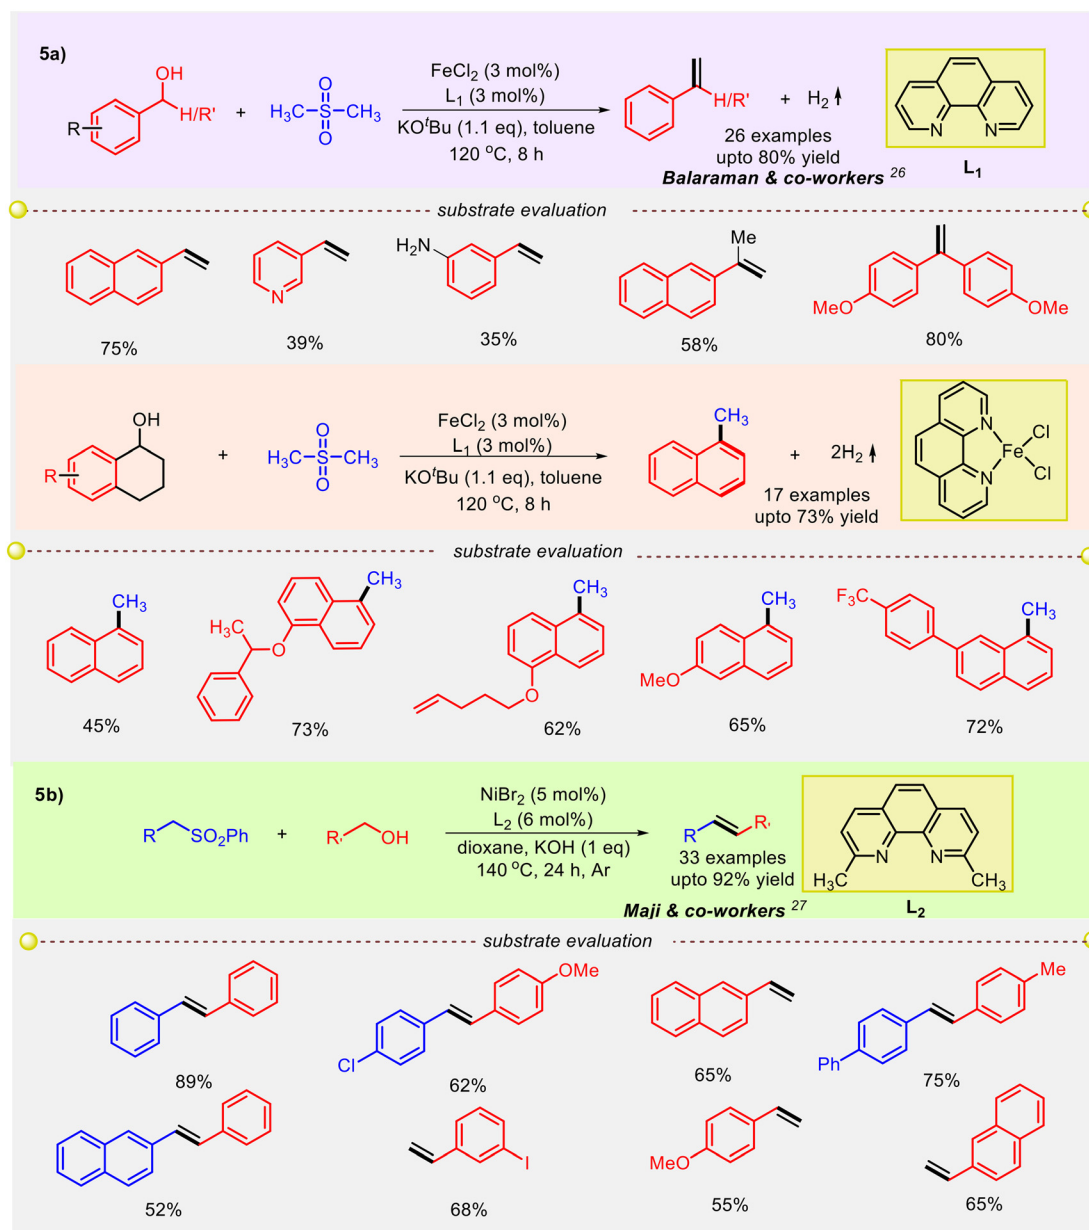 5a)
OH
H/R'
R
+
H₃C
O
S
O
CH₃
FeCl₂ (3 mol%)
L₁ (3 mol%)
KOᵗBu (1.1 eq), toluene
120 °C, 8 h
H/R'
+ H₂
26 examples
upto 80% yield
Balaraman & co-workers ²⁶
N N
L₁
substrate evaluation
75%
N
39%
H₂N
35%
Me
58%
MeO
OMe
80%
OH
R
+
H₃C
O
S
O
CH₃
FeCl₂ (3 mol%)
L₁ (3 mol%)
KOᵗBu (1.1 eq), toluene
120 °C, 8 h
CH₃
+ 2H₂
17 examples
upto 73% yield
N
N
Fe
Cl
Cl
substrate evaluation
CH₃
45%
CH₃
H₃C
O
73%
CH₃
O
62%
CH₃
MeO
65%
F₃C
CH₃
72%
5b)
R
SO₂Ph
+
R'
OH
NiBr₂ (5 mol%)
L₂ (6 mol%)
dioxane, KOH (1 eq)
140 °C, 24 h, Ar
R
R'
33 examples
upto 92% yield
Maji & co-workers ²⁷
N N
H₃C
CH₃
L₂
substrate evaluation
89%
OMe
Cl
62%
65%
Me
Ph
75%
52%
I
68%
MeO
55%
65%